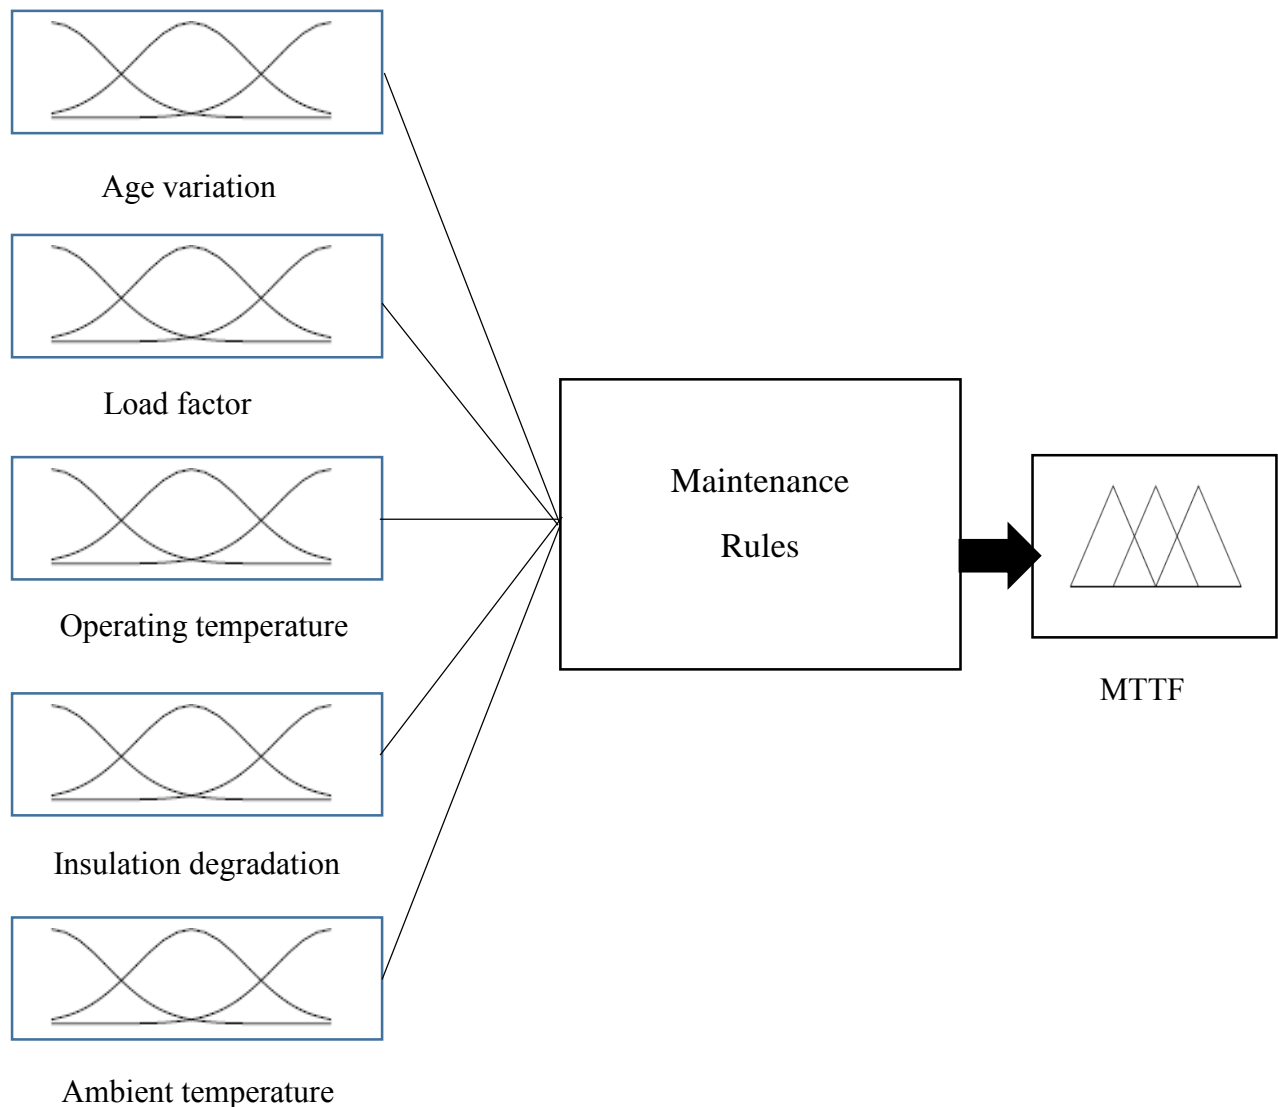 Age variation
Load factor
Operating temperature
Insulation degradation
Ambient temperature
Maintenance
Rules
MTTF